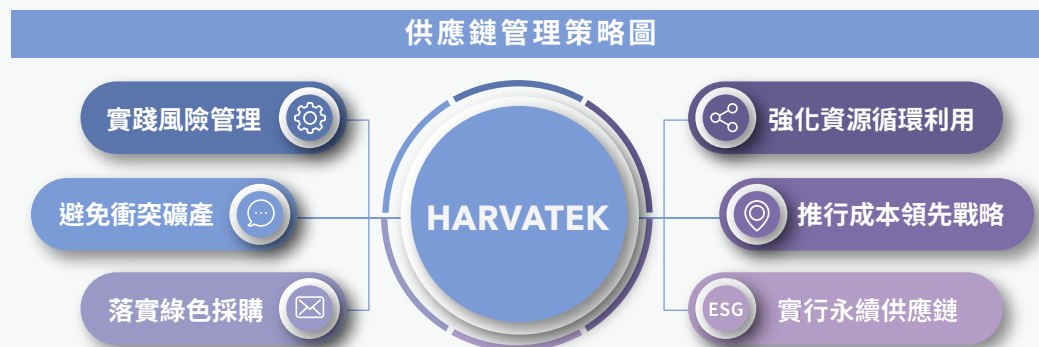 供應鏈管理策略圖
實踐風險管理
避免衝突礦產
落實綠色採購
HARVATEK
強化資源循環利用
推行成本領先戰略
ESG 實行永續供應鏈